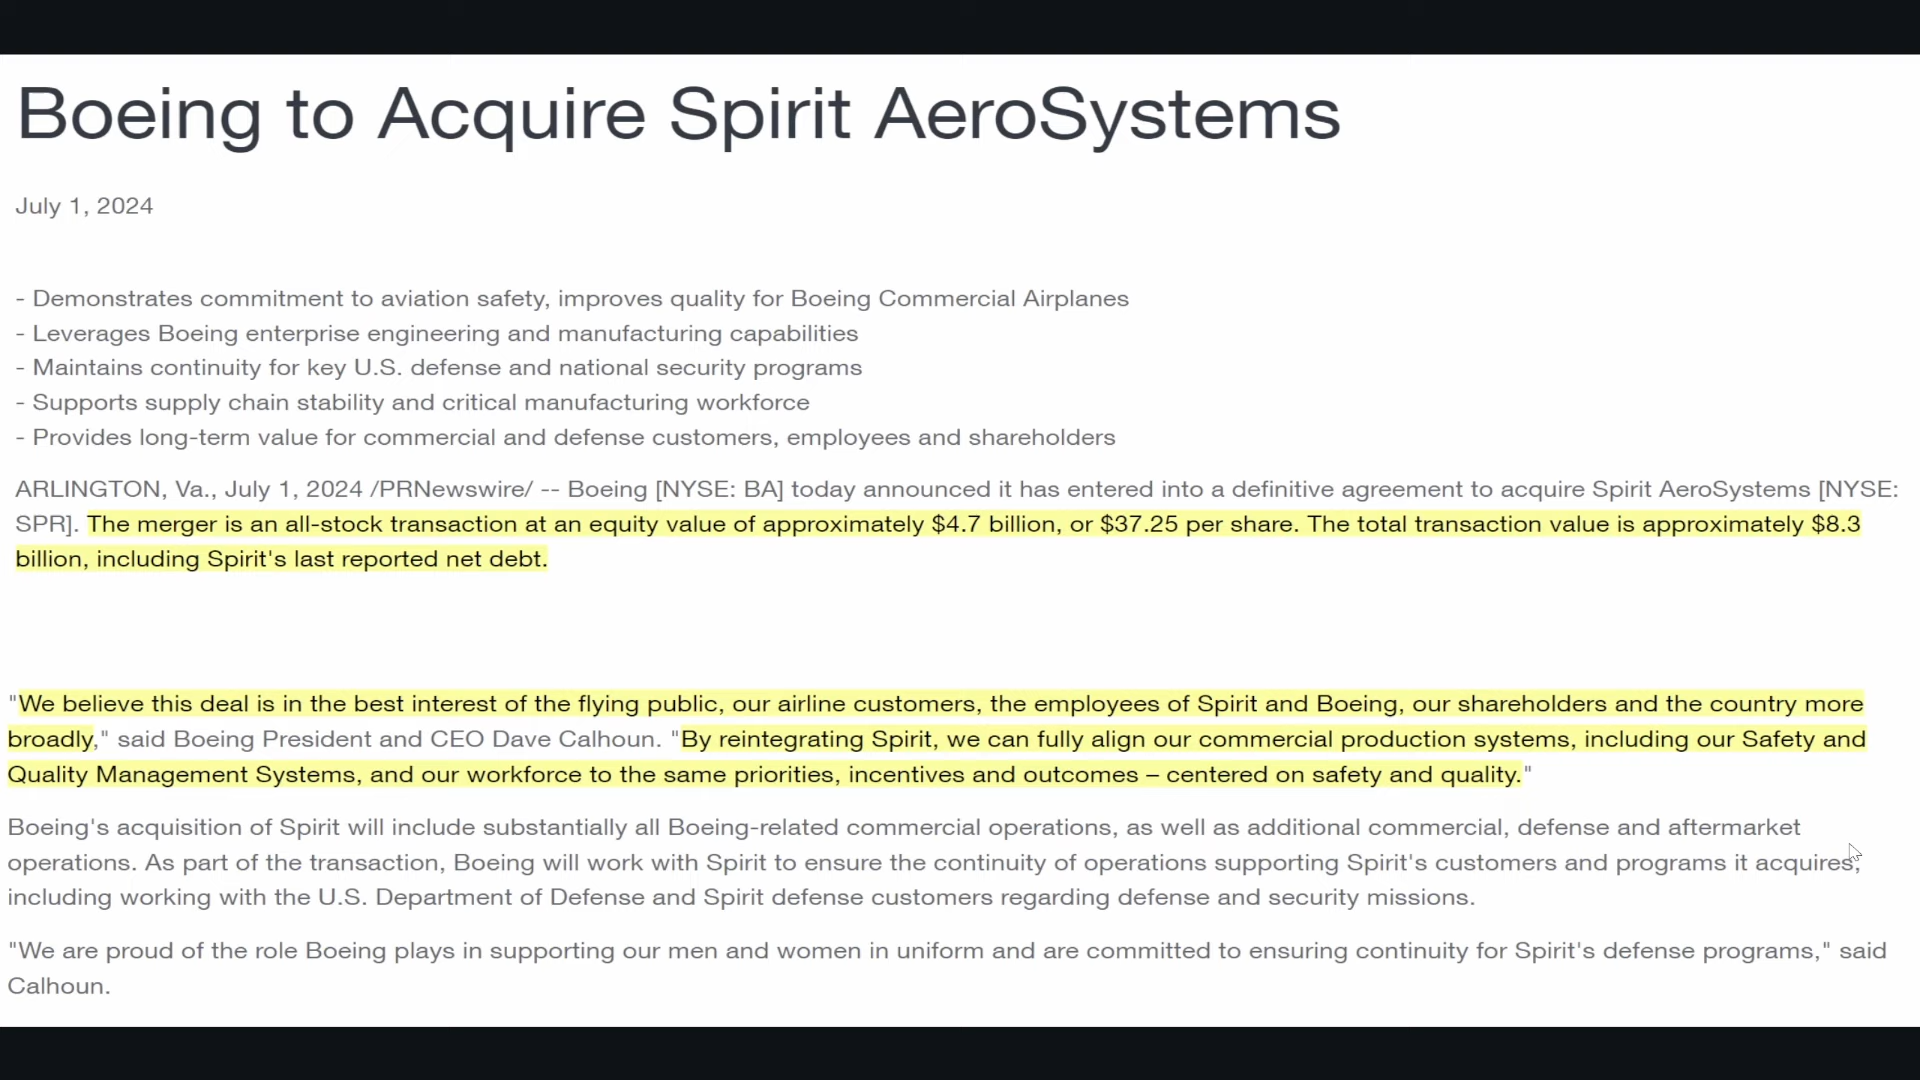 Boeing to Acquire Spirit AeroSystems
July 1, 2024
- Demonstrates commitment to aviation safety, improves quality for Boeing Commercial Airplanes
- Leverages Boeing enterprise engineering and manufacturing capabilities
- Maintains continuity for key U.S. defense and national security programs
- Supports supply chain stability and critical manufacturing workforce
- Provides long-term value for commercial and defense customers, employees and shareholders
ARLINGTON, Va., July 1, 2024 /PRNewswire/ -- Boeing [NYSE: BA] today announced it has entered into a definitive agreement to acquire Spirit AeroSystems [NYSE:
SPR]. The merger is an all-stock transaction at an equity value of approximately $4.7 billion, or $37.25 per share. The total transaction value is approximately $8.3
billion, including Spirit's last reported net debt.
"We believe this deal is in the best interest of the flying public, our airline customers, the employees of Spirit and Boeing, our shareholders and the country more
broadly," said Boeing President and CEO Dave Calhoun. "By reintegrating Spirit, we can fully align our commercial production systems, including our Safety and
Quality Management Systems, and our workforce to the same priorities, incentives and outcomes – centered on safety and quality."
Boeing's acquisition of Spirit will include substantially all Boeing-related commercial operations, as well as additional commercial, defense and aftermarket
operations. As part of the transaction, Boeing will work with Spirit to ensure the continuity of operations supporting Spirit's customers and programs it acquires,
including working with the U.S. Department of Defense and Spirit defense customers regarding defense and security missions.
"We are proud of the role Boeing plays in supporting our men and women in uniform and are committed to ensuring continuity for Spirit's defense programs," said
Calhoun.